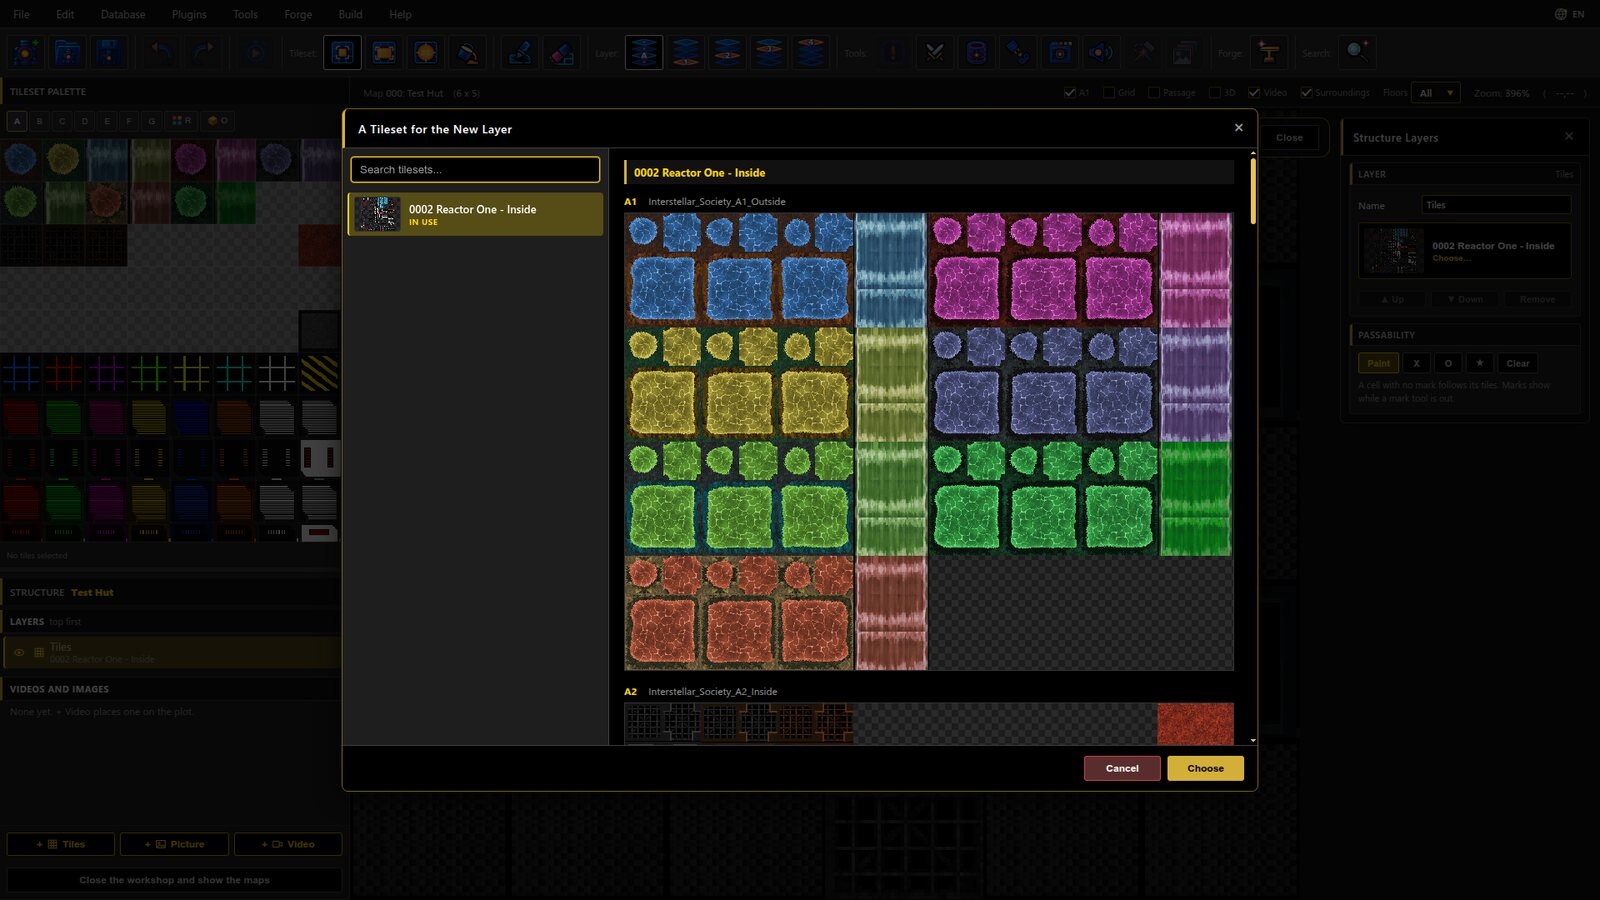 File Edit Database Plugins Tools Forge Build Help EN
Tileset: Layer: Tools: Forge: Search:
TILESET PALETTE
Map 000: Test Hut (6 x 5) A1 Grid Passage 3D Video Surroundings Floors All Zoom: 396% ( --,-- )
A B C D E F G R O
A Tileset for the New Layer
Close
Structure Layers
Search tilesets...
0002 Reactor One - Inside
IN USE
0002 Reactor One - Inside
A1 Interstellar_Society_A1_Outside
A2 Interstellar_Society_A2_Inside
Cancel Choose
LAYER Tiles
Name Tiles
0002 Reactor One - Inside
Choose...
▲ Up ▼ Down Remove
PASSABILITY
Paint X O ★ Clear
A cell with no mark follows its tiles. Marks show
while a mark tool is out.
No tiles selected
STRUCTURE Test Hut
LAYERS top first
Tiles
0002 Reactor One - Inside
VIDEOS AND IMAGES
None yet. + Video places one on the plot.
+ Tiles + Picture + Video
Close the workshop and show the maps